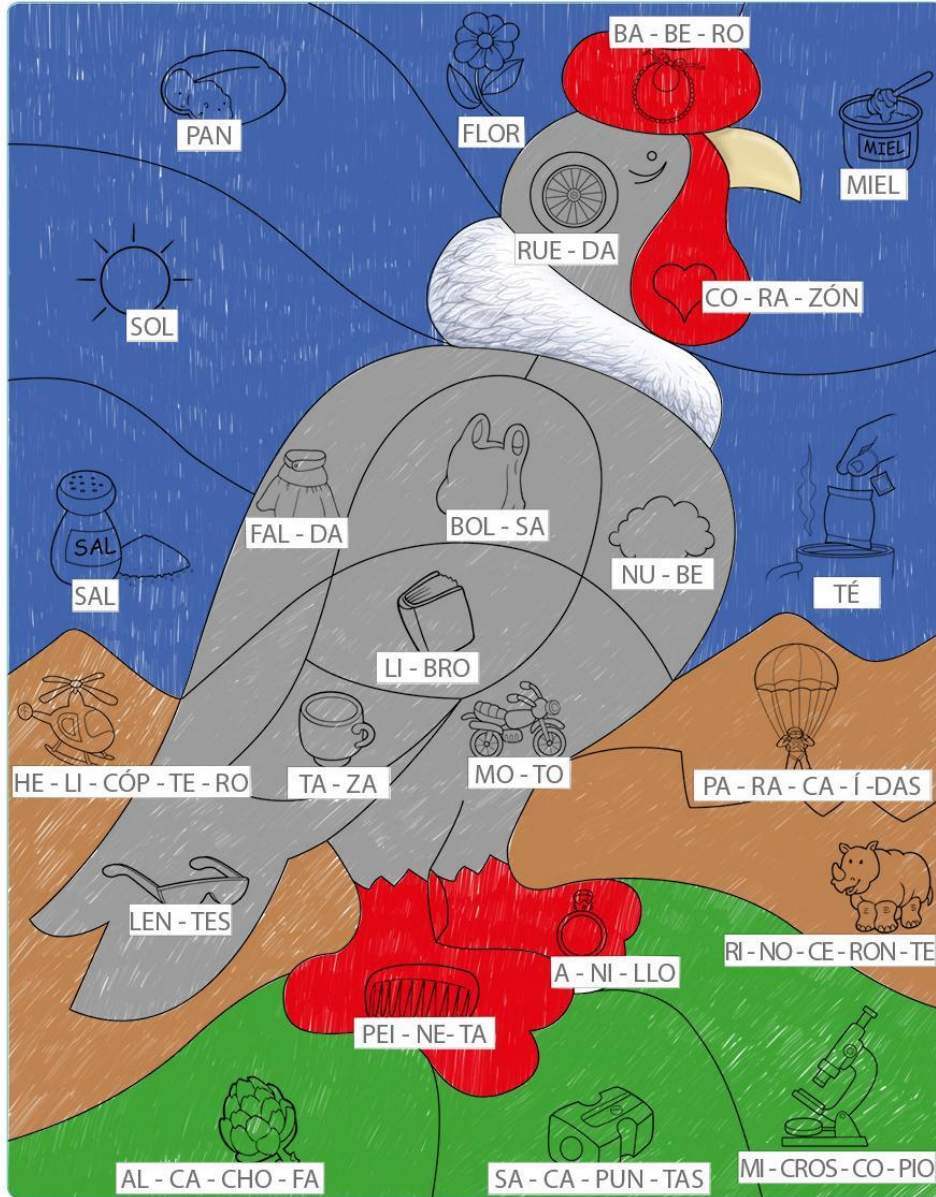 BA - BE - RO
PAN
FLOR
MIEL
MIEL
RUE - DA
CO - RA - ZÓN
SOL
FAL - DA
BOL - SA
SAL
NU - BE
SAL
TÉ
LI - BRO
HE - LI - CÓP - TE - RO
TA - ZA
MO - TO
PA - RA - CA - Í -DAS
LEN - TES
RI - NO - CE - RON - TE
A - NI - LLO
PEI - NE- TA
AL - CA - CHO - FA
SA - CA - PUN - TAS
MI - CROS - CO - PIO